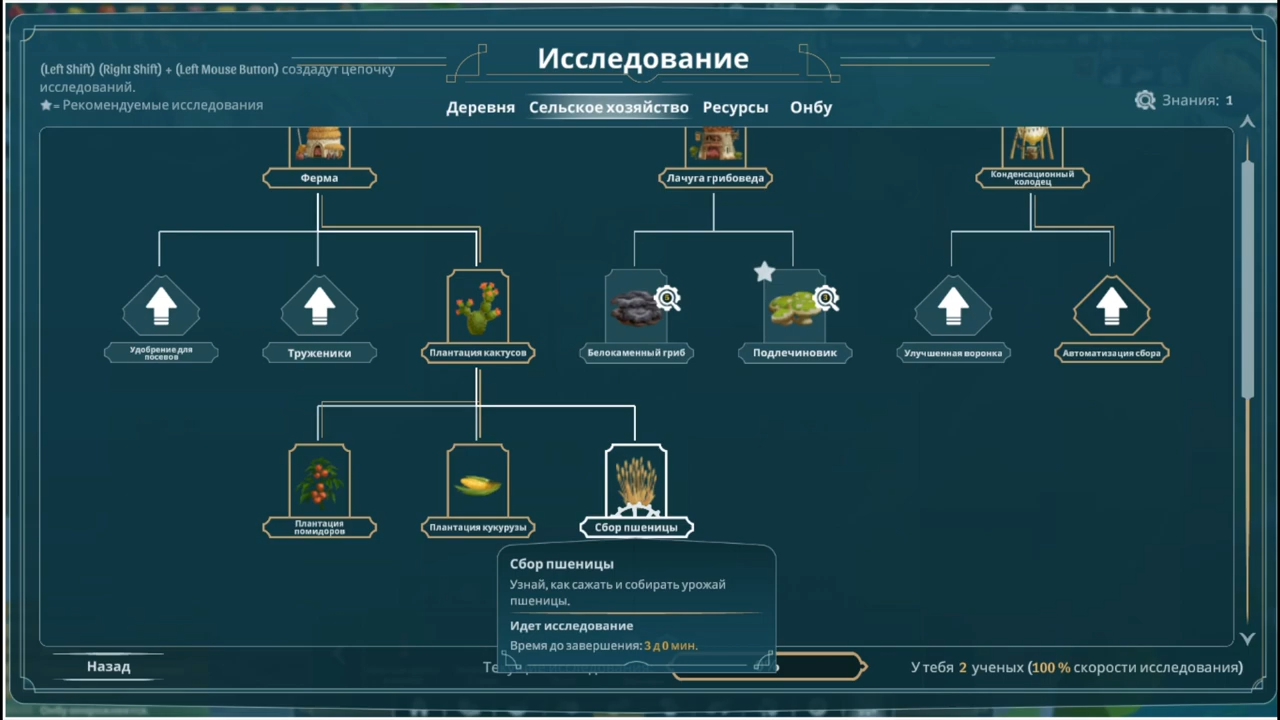 Исследование
(Left Shift) (Right Shift) + (Left Mouse Button) создадут цепочку
исследований.
= Рекомендуемые исследования
Деревня Сельское хозяйство Ресурсы Онбу
Знания: 1
Ферма
Лачуга грибоведа
Конденсационный
колодец
Удобрение для
посевов
Труженики
Плантация кактусов
Белокаменный гриб
Подпечиновик
Улучшенная воронка
Автоматизация сбора
Плантация
помидоров
Плантация кукурузы
Сбор пшеницы
Сбор пшеницы
Узнай, как сажать и собирать урожай
пшеницы.
Идет исследование
Время до завершения: 3 д 0 мин.
Назад
У тебя 2 ученых (100 % скорости исследования)